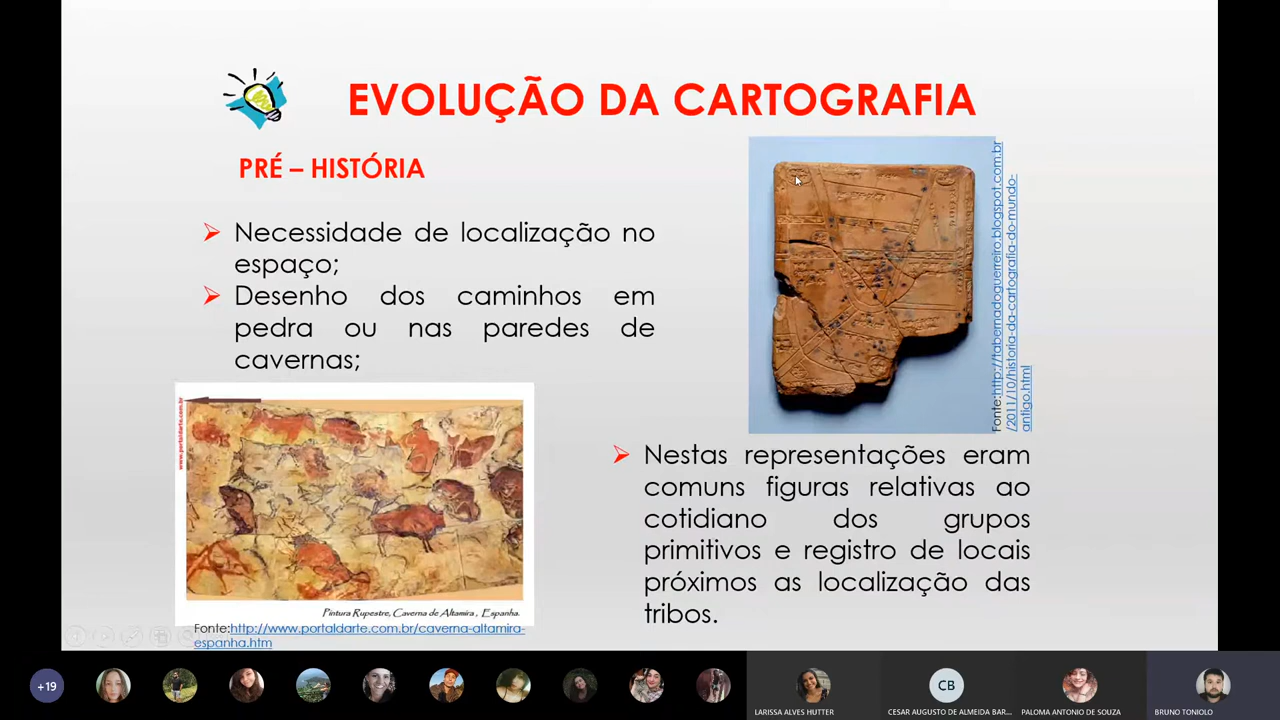 EVOLUÇÃO DA CARTOGRAFIA
PRÉ – HISTÓRIA
Necessidade de localização no
espaço;
Desenho dos caminhos em
pedra ou nas paredes de
cavernas;
www.portaldarte.com.br
Pintura Rupestre, Caverna de Altamira , Espanha.
Fonte:http://www.portaldarte.com.br/caverna-altamira-
espanha.htm
Fonte:http://tabernadoguerreiro.blogspot.com.br
/2011/10/historia-da-cartografia-do-mundo-
antigo.html
Nestas representações eram
comuns figuras relativas ao
cotidiano dos grupos
primitivos e registro de locais
próximos as localização das
tribos.
+19
LARISSA ALVES HUTTER
CB
CESAR AUGUSTO DE ALMEIDA BAR...
PALOMA ANTONIO DE SOUZA
BRUNO TONIOLO